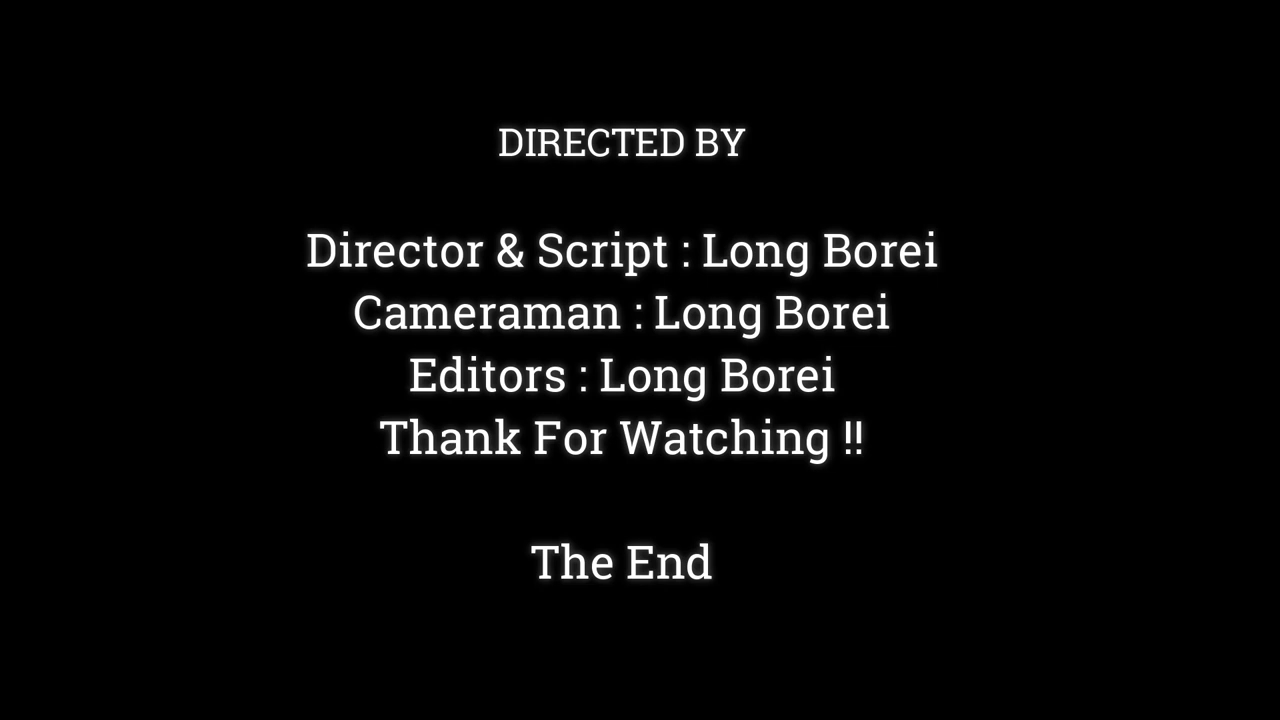 DIRECTED BY
Director & Script : Long Borei
Cameraman : Long Borei
Editors : Long Borei
Thank For Watching !!
The End